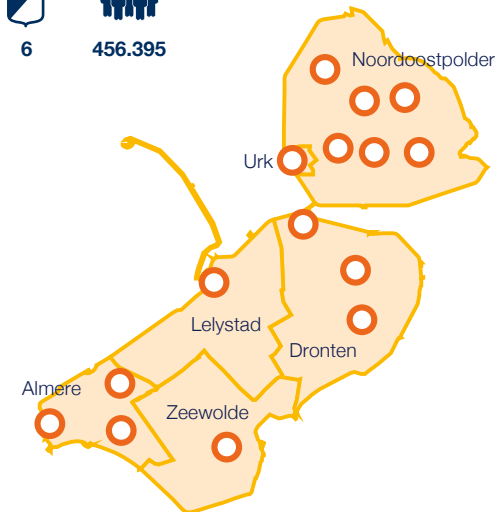 6 456.395
Noordoostpolder
Urk
Lelystad
Dronten
Almere
Zeewolde